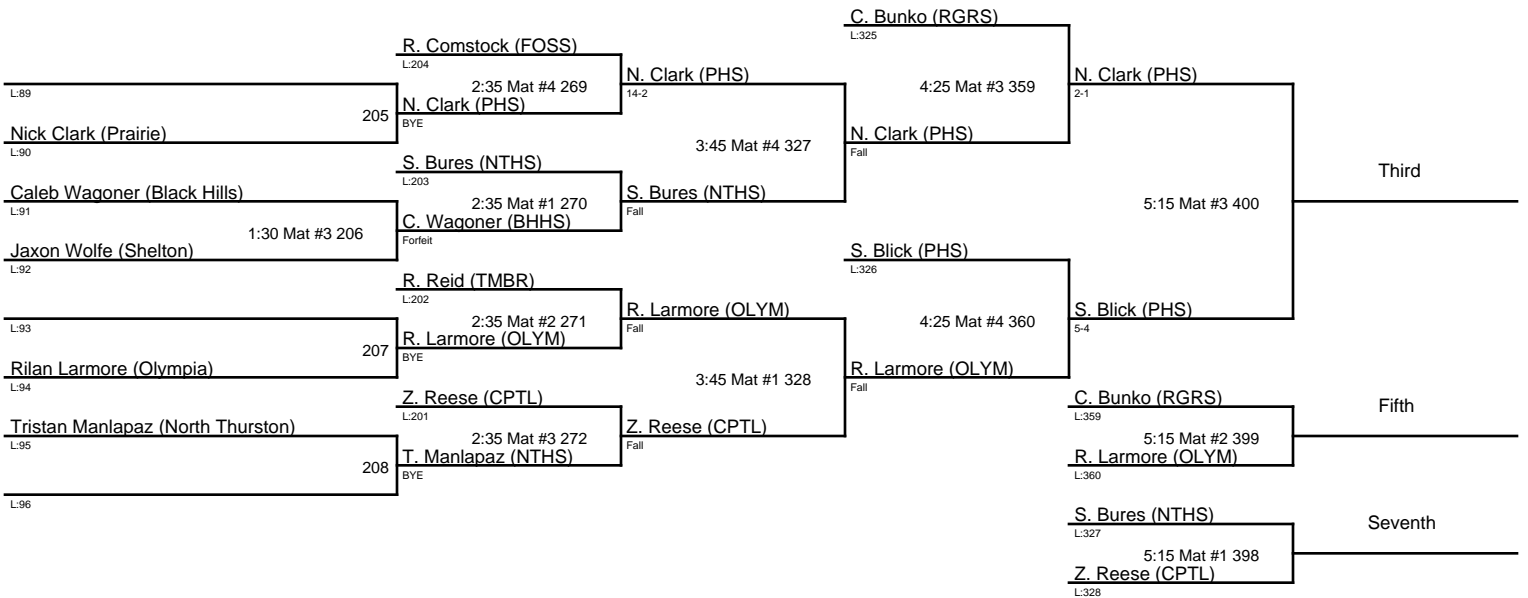 C. Bunko (RGRS)
L:325
R. Comstock (FOSS)
L:204
2:35 Mat #4 269
N. Clark (PHS)
14-2
4:25 Mat #3 359
N. Clark (PHS)
2-1
L:89
205
N. Clark (PHS)
BYE
Nick Clark (Prairie)
L:90
3:45 Mat #4 327
N. Clark (PHS)
Fall
S. Bures (NTHS)
L:203
Third
Caleb Wagoner (Black Hills)
L:91
2:35 Mat #1 270
S. Bures (NTHS)
Fall
5:15 Mat #3 400
1:30 Mat #3 206
C. Wagoner (BHHS)
Forfeit
Jaxon Wolfe (Shelton)
L:92
S. Blick (PHS)
L:326
R. Reid (TMBR)
L:202
2:35 Mat #2 271
R. Larmore (OLYM)
Fall
4:25 Mat #4 360
S. Blick (PHS)
5-4
L:93
207
R. Larmore (OLYM)
BYE
Rilan Larmore (Olympia)
L:94
3:45 Mat #1 328
R. Larmore (OLYM)
Fall
Z. Reese (CPTL)
L:201
C. Bunko (RGRS)
L:359
Fifth
Tristan Manlapaz (North Thurston)
L:95
2:35 Mat #3 272
Z. Reese (CPTL)
Fall
5:15 Mat #2 399
208
T. Manlapaz (NTHS)
BYE
R. Larmore (OLYM)
L:360
L:96
S. Bures (NTHS)
L:327
Seventh
5:15 Mat #1 398
Z. Reese (CPTL)
L:328